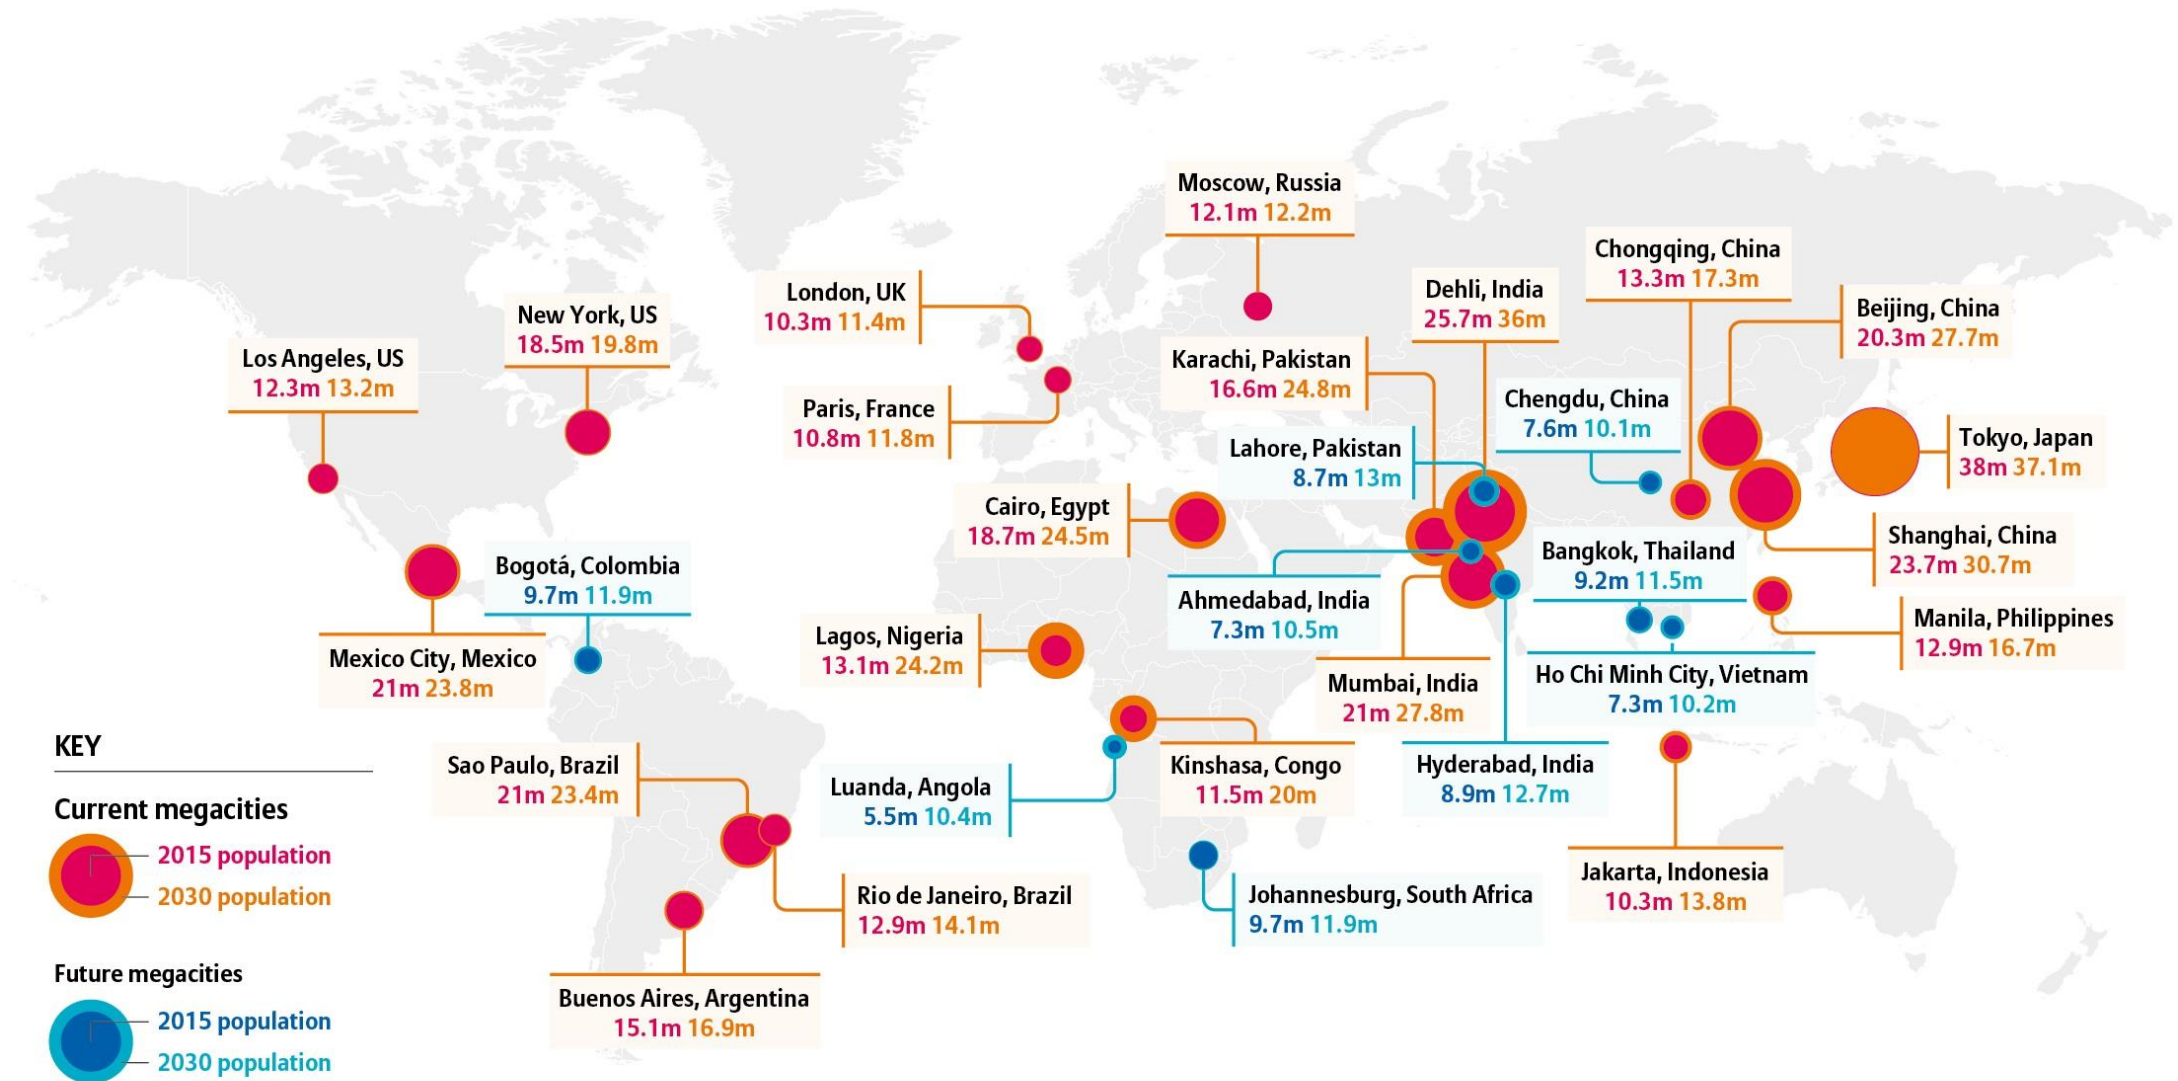 Moscow, Russia
12.1m 12.2m
Chongqing, China
13.3m 17.3m
London, UK
10.3m 11.4m
Dehli, India
25.7m 36m
Beijing, China
20.3m 27.7m
New York, US
18.5m 19.8m
Los Angeles, US
12.3m 13.2m
Karachi, Pakistan
16.6m 24.8m
Chengdu, China
7.6m 10.1m
Paris, France
10.8m 11.8m
Lahore, Pakistan
8.7m 13m
Tokyo, Japan
38m 37.1m
Cairo, Egypt
18.7m 24.5m
Shanghai, China
23.7m 30.7m
Bangkok, Thailand
9.2m 11.5m
Bogotá, Colombia
9.7m 11.9m
Ahmedabad, India
7.3m 10.5m
Manila, Philippines
12.9m 16.7m
Lagos, Nigeria
13.1m 24.2m
Mexico City, Mexico
21m 23.8m
Mumbai, India
21m 27.8m
Ho Chi Minh City, Vietnam
7.3m 10.2m
Sao Paulo, Brazil
21m 23.4m
Luanda, Angola
5.5m 10.4m
Kinshasa, Congo
11.5m 20m
Hyderabad, India
8.9m 12.7m
Rio de Janeiro, Brazil
12.9m 14.1m
Johannesburg, South Africa
9.7m 11.9m
Jakarta, Indonesia
10.3m 13.8m
Buenos Aires, Argentina
15.1m 16.9m
KEY
Current megacities
2015 population
2030 population
Future megacities
2015 population
2030 population